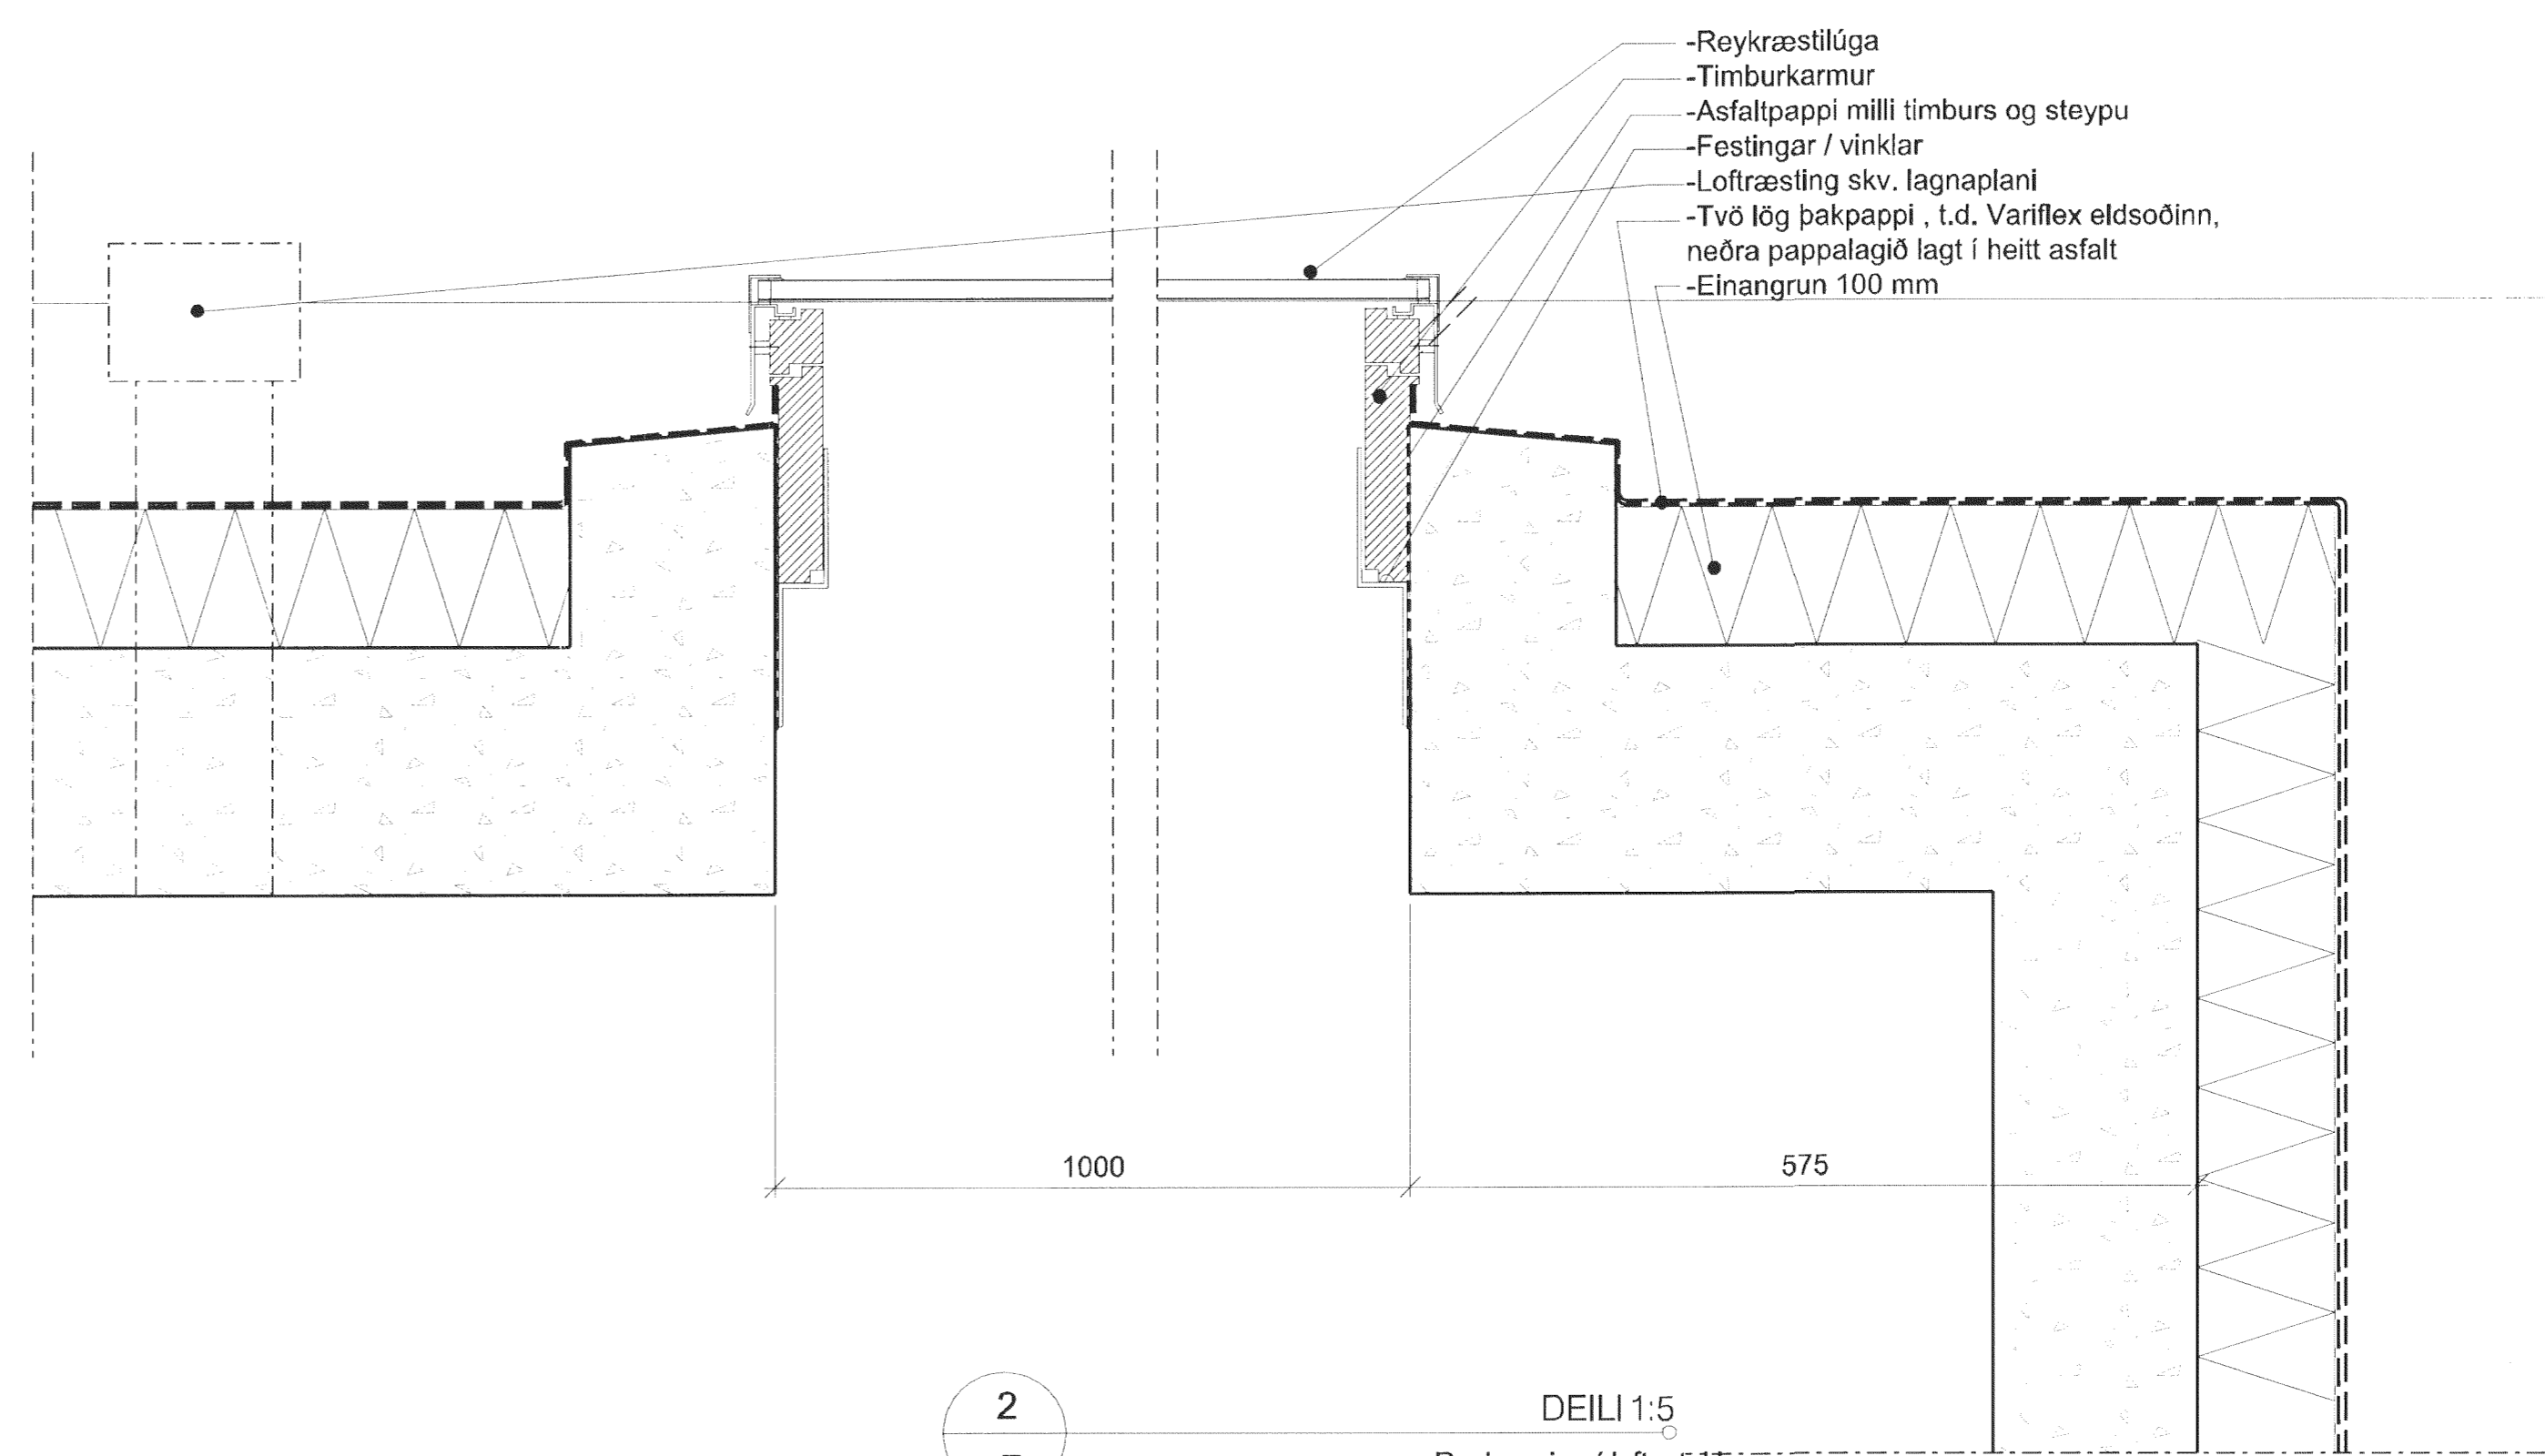 -Reykræstilúga
-Timburkarmur
-Asfaltpappi milli timburs og steypu
-Festingar / vinklar
-Loftræsting skv. lagnaplani
-Tvö lög þakpappi , t.d. Variflex eldsoðinn,
neðra pappalagið lagt í heitt asfalt
-Einangrun 100 mm
1000
575
2
DEILI 1:5